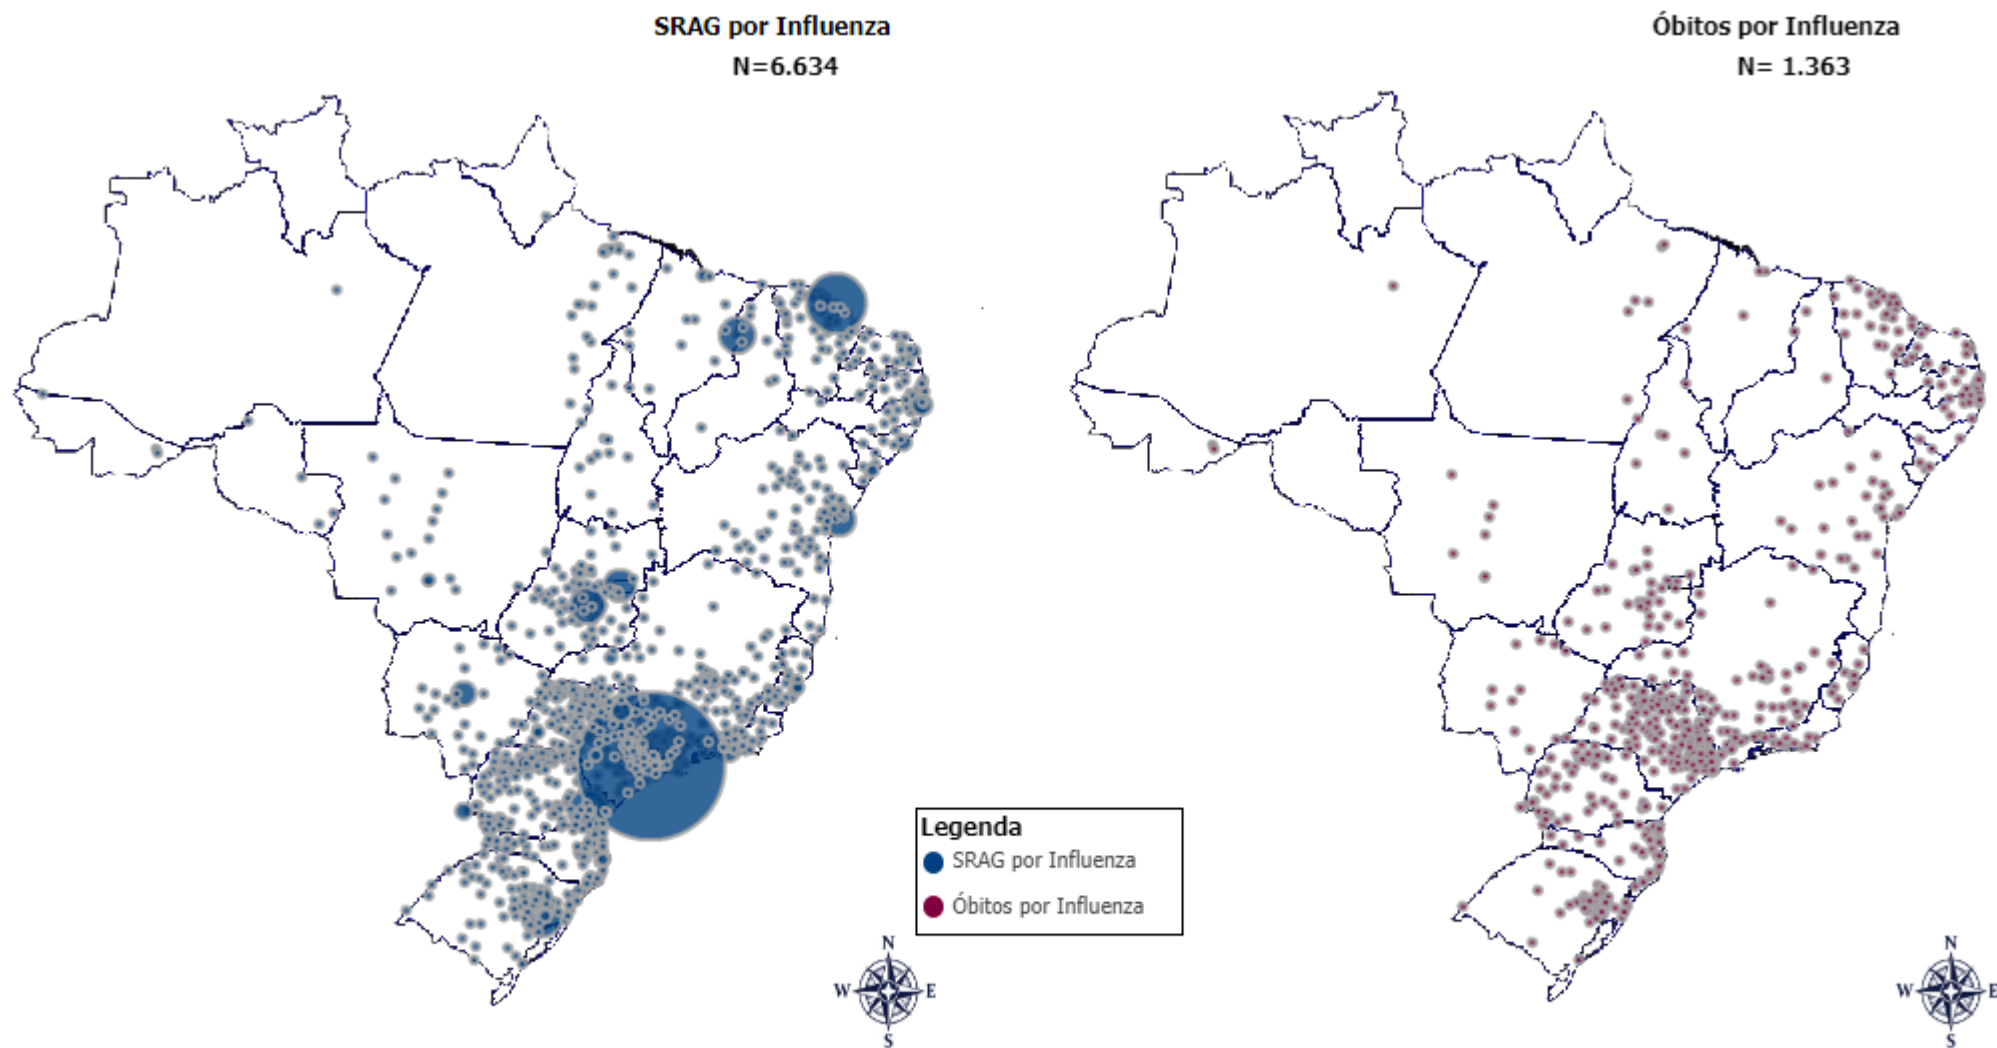 SRAG por Influenza
N=6.634
Óbitos por Influenza
N= 1.363
Legenda
SRAG por Influenza
Óbitos por Influenza
N
W E
S
N
W E
S